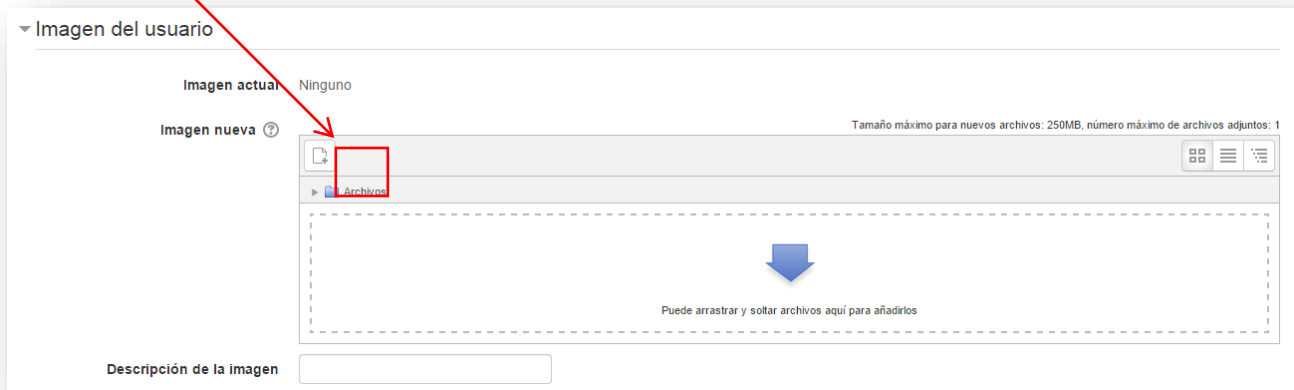 Imagen del usuario
Imagen actual Ninguno
Imagen nueva
Tamaño máximo para nuevos archivos: 250MB, número máximo de archivos adjuntos: 1
Archivos
Puede arrastrar y soltar archivos aquí para añadirlos
Descripción de la imagen